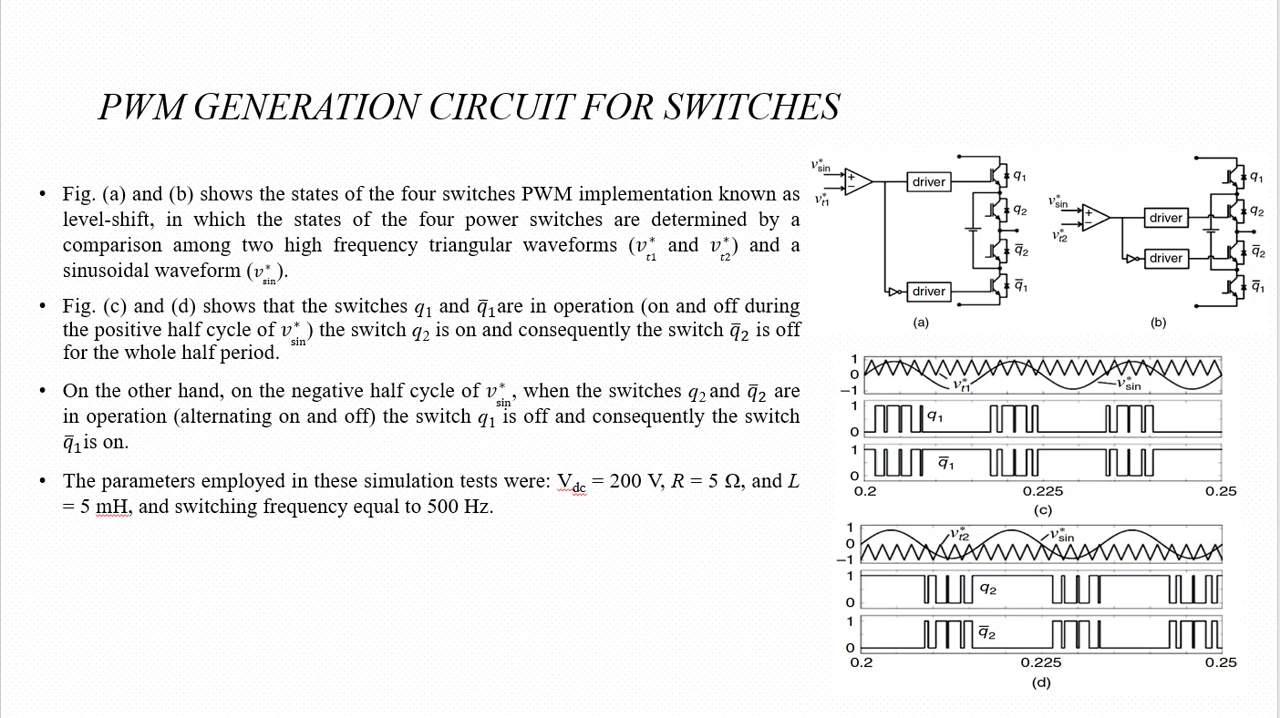 PWM GENERATION CIRCUIT FOR SWITCHES
• Fig. (a) and (b) shows the states of the four switches PWM implementation known as
level-shift, in which the states of the four power switches are determined by a
comparison among two high frequency triangular waveforms (v*t1 and v*t2) and a
sinusoidal waveform (v*sin).
• Fig. (c) and (d) shows that the switches q1 and q̅1are in operation (on and off during
the positive half cycle of v*sin) the switch q2 is on and consequently the switch q̅2 is off
for the whole half period.
• On the other hand, on the negative half cycle of v*sin, when the switches q2and q̅2 are
in operation (alternating on and off) the switch q1 is off and consequently the switch
q̅1is on.
• The parameters employed in these simulation tests were: Vdc = 200 V, R = 5 Ω, and L
= 5 mH, and switching frequency equal to 500 Hz.
v*sin
+
−
v*t1
driver
driver
q1
q2
q̅2
q̅1
(a)
v*sin
+
−
v*t2
driver
driver
q1
q2
q̅2
q̅1
(b)
1
0
−1
v*t1
v*sin
1
0
q1
1
0
q̅1
0.2 0.225 0.25
(c)
1
0
−1
v*t2
v*sin
1
0
q2
1
0
q̅2
0.2 0.225 0.25
(d)